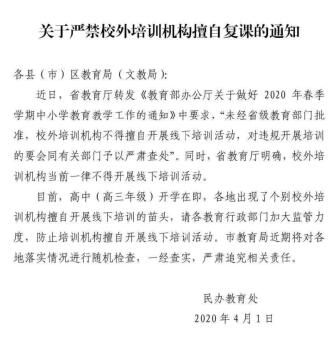 关于严禁校外培训机构擅自复课的通知
各县（市）区教育局（文教局）：
近日，省教育厅转发《教育部办公厅关于做好 2020 年春季
学期中小学教育教学工作的通知》中要求，“未经省级教育部门批
准，校外培训机构不得擅自开展线下培训活动，对违规开展培训
的要会同有关部门予以严肃查处”。同时，省教育厅明确，校外培
训机构当前一律不得开展线下培训。
目前，高中（高三年级）开学在即，各地出现了个别校外培
训机构擅自开展线下培训的苗头，请各教育行政部门加大监管力
度，防止培训机构擅自开展线下培训活动。市教育局近期将对各
地落实情况进行随机检查，一经查实，严肃追究相关责任。
民办教育处
2020 年 4 月 1 日